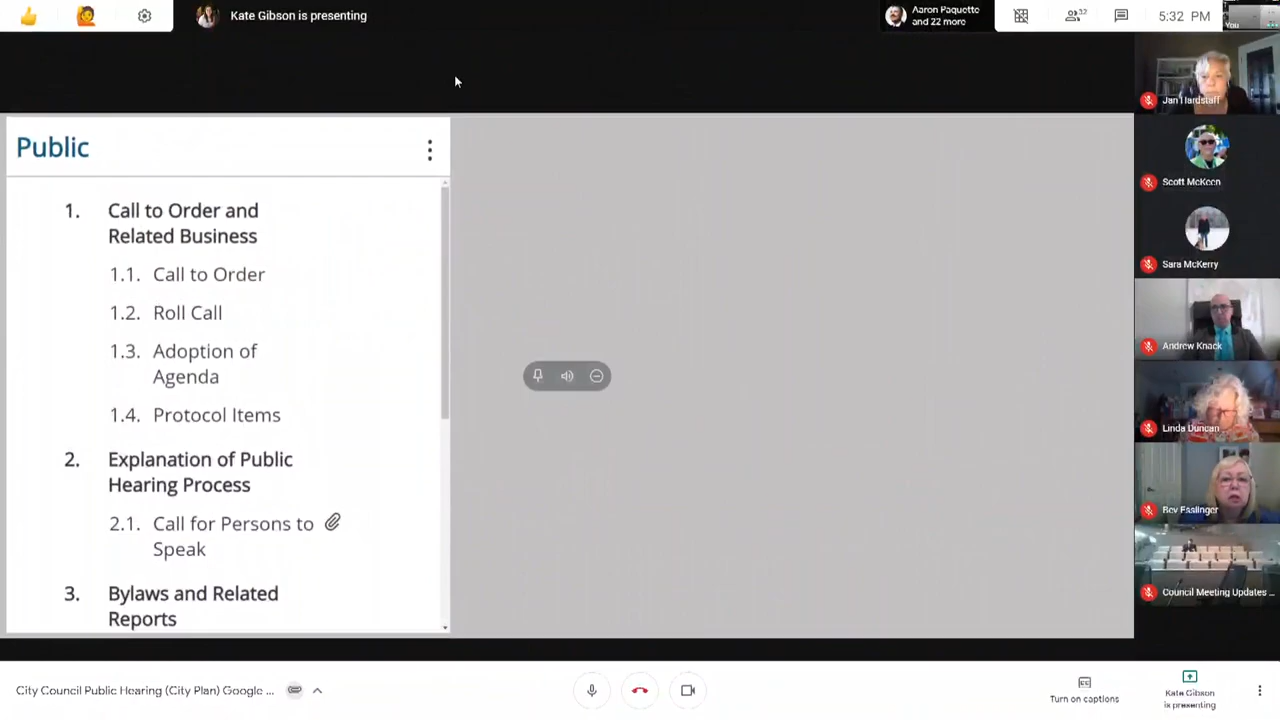 Kate Gibson is presenting
Aaron Paquette
and 22 more
32
5:32 PM
You
Public
Jan Hardstaff
1. Call to Order and
Related Business
Scott McKeen
1.1. Call to Order
Sara McKerry
1.2. Roll Call
1.3. Adoption of
Agenda
Andrew Knack
1.4. Protocol Items
Linda Duncan
2. Explanation of Public
Hearing Process
Bev Esslinger
2.1. Call for Persons to
Speak
3. Bylaws and Related
Reports
Council Meeting Updates ...
City Council Public Hearing (City Plan) Google ...
Turn on captions
Kate Gibson
is presenting